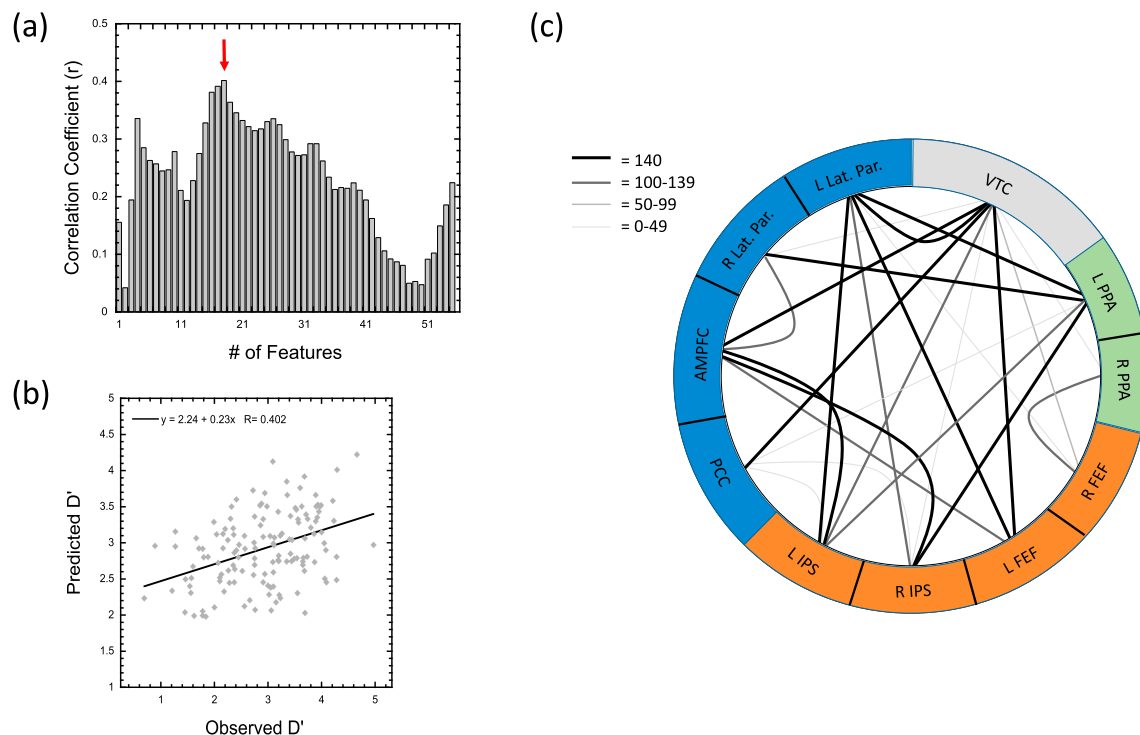 (a)
0.5
0.4
0.3
0.2
0.1
0
Correlation Coefficient (r)
1 11 21 31 41 51
# of Features
(b)
5
4.5
4
3.5
3
2.5
2
1.5
1
y = 2.24 + 0.23x R= 0.402
Predicted D'
1 2 3 4 5
Observed D'
(c)
= 140
= 100-139
= 50-99
= 0-49
L Lat. Par.
VTC
R Lat. Par.
L PPA
AMPFC
R PPA
PCC
R FEF
L IPS
L FEF
R IPS